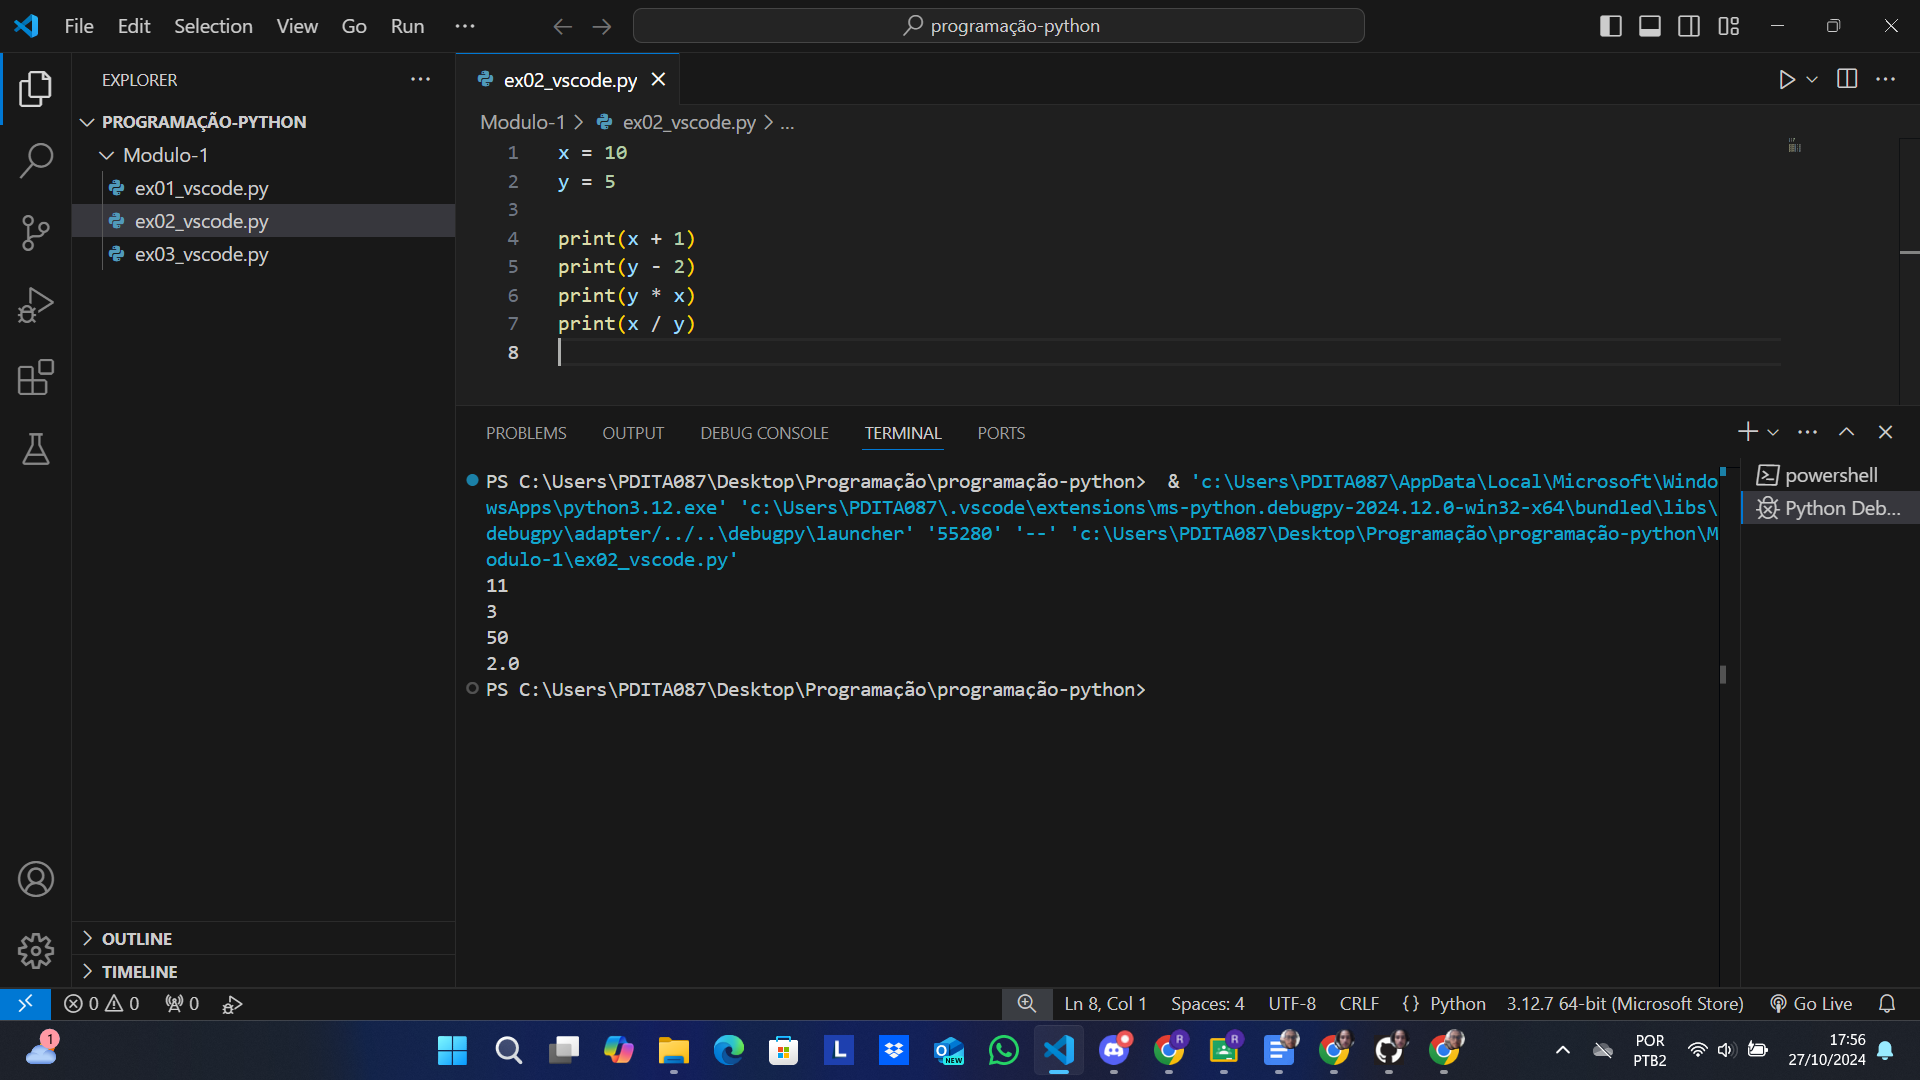 File Edit Selection View Go Run ...
programação-python
EXPLORER
PROGRAMAÇÃO-PYTHON
Modulo-1
ex01_vscode.py
ex02_vscode.py
ex03_vscode.py
OUTLINE
TIMELINE
ex02_vscode.py
Modulo-1 > ex02_vscode.py > ...
1 x = 10
2 y = 5
3
4 print(x + 1)
5 print(y - 2)
6 print(y * x)
7 print(x / y)
8
PROBLEMS OUTPUT DEBUG CONSOLE TERMINAL PORTS
PS C:\Users\PDITA087\Desktop\Programação\programação-python>  & 'c:\Users\PDITA087\AppData\Local\Microsoft\Windo
wsApps\python3.12.exe' 'c:\Users\PDITA087\.vscode\extensions\ms-python.debugpy-2024.12.0-win32-x64\bundled\libs\
debugpy\adapter/../..\debugpy\launcher' '55280' '--' 'c:\Users\PDITA087\Desktop\Programação\programação-python\M
odulo-1\ex02_vscode.py'
11
3
50
2.0
PS C:\Users\PDITA087\Desktop\Programação\programação-python>
powershell
Python Deb...
0 0 0 Ln 8, Col 1 Spaces: 4 UTF-8 CRLF {} Python 3.12.7 64-bit (Microsoft Store) Go Live
1
L
O
NEW
R
R
POR
PTB2
17:56
27/10/2024